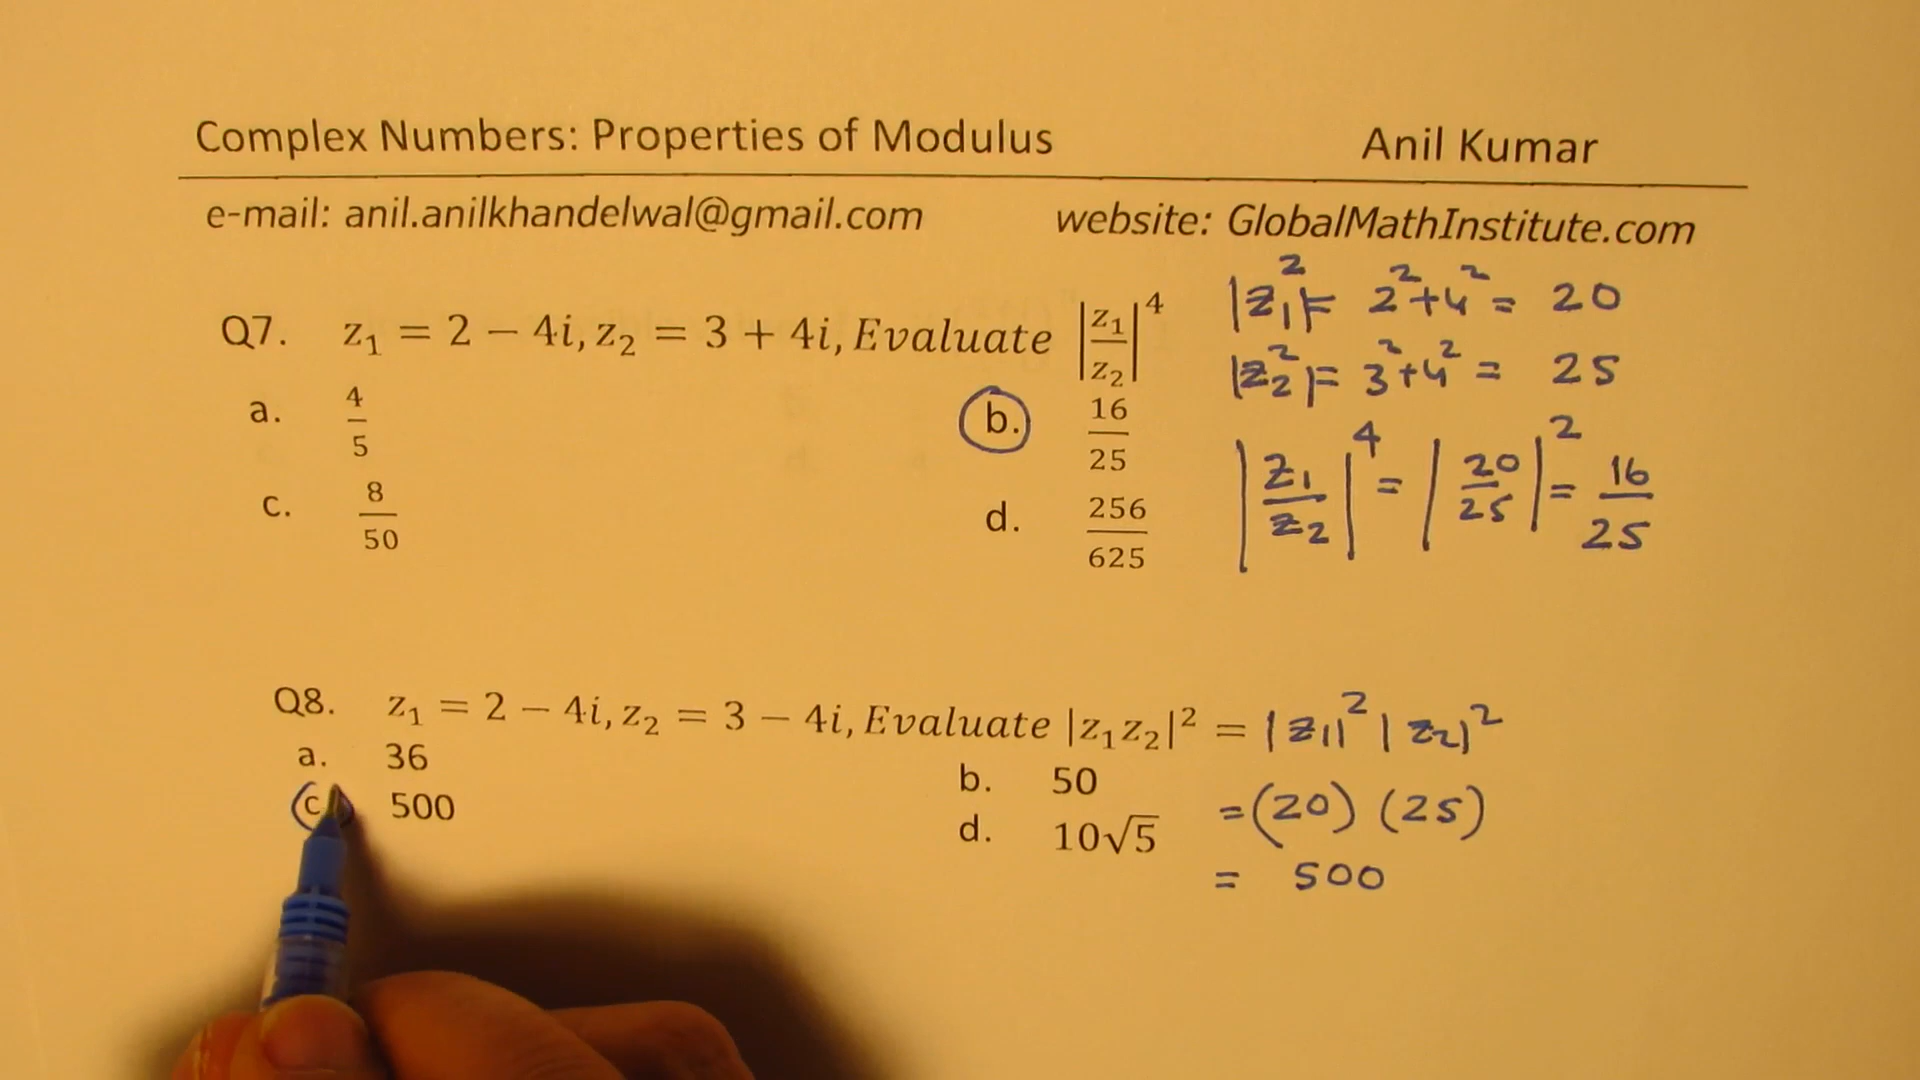 Complex Numbers: Properties of Modulus Anil Kumar
e-mail: anil.anilkhandelwal@gmail.com website: GlobalMathInstitute.com
Q7. z₁ = 2 − 4i, z₂ = 3 + 4i, Evaluate |z₁/z₂|⁴
a. 4/5
b. 16/25
c. 8/50
d. 256/625
|z₁|² = 2² + 4² = 20
|z₂|² = 3² + 4² = 25
|z₁/z₂|⁴ = |20/25|² = 16/25
Q8. z₁ = 2 − 4i, z₂ = 3 − 4i, Evaluate |z₁z₂|² = |z₁|² |z₂|²
a. 36
b. 50
c 500
d. 10√5
= (20) (25)
= 500